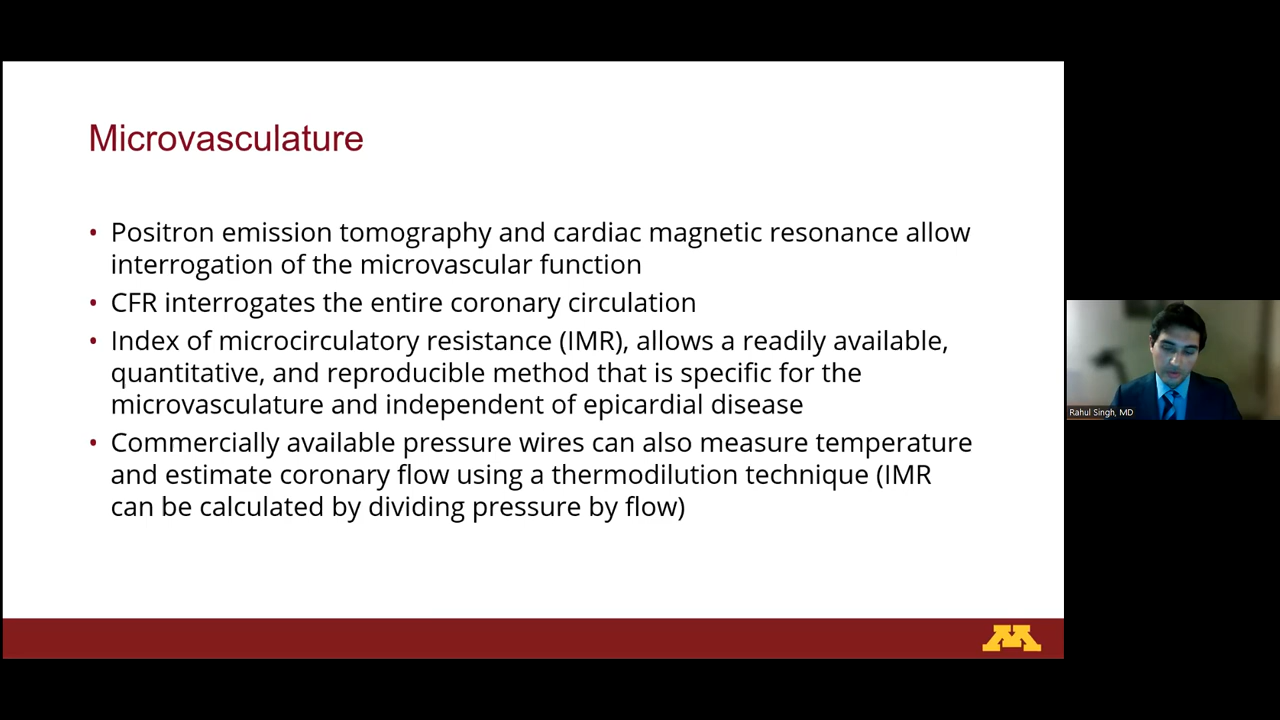 Microvasculature
• Positron emission tomography and cardiac magnetic resonance allow
interrogation of the microvascular function
• CFR interrogates the entire coronary circulation
• Index of microcirculatory resistance (IMR), allows a readily available,
quantitative, and reproducible method that is specific for the
microvasculature and independent of epicardial disease
• Commercially available pressure wires can also measure temperature
and estimate coronary flow using a thermodilution technique (IMR
can be calculated by dividing pressure by flow)
M
Rahul Singh, MD